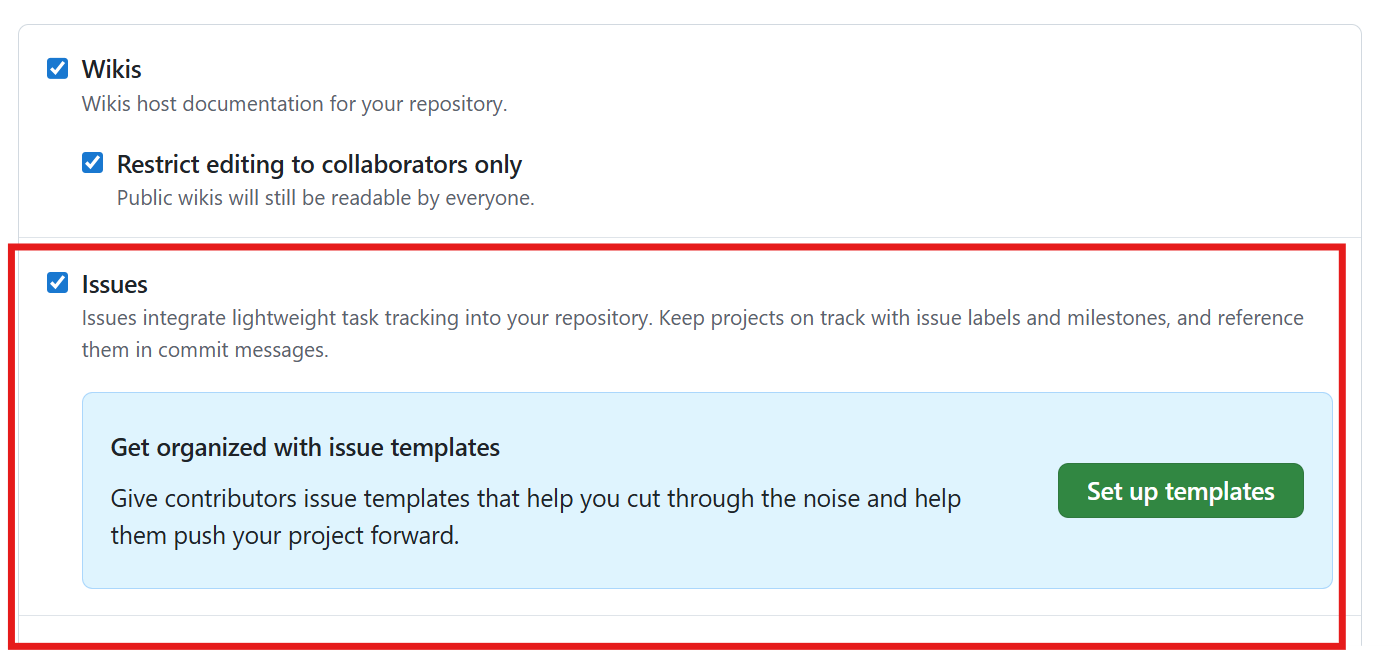 Wikis
Wikis host documentation for your repository.
Restrict editing to collaborators only
Public wikis will still be readable by everyone.
Issues
Issues integrate lightweight task tracking into your repository. Keep projects on track with issue labels and milestones, and reference
them in commit messages.
Get organized with issue templates
Give contributors issue templates that help you cut through the noise and help
them push your project forward.
Set up templates